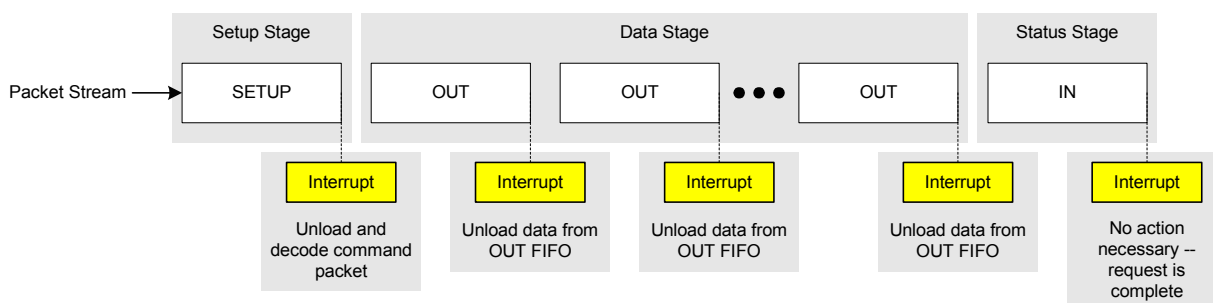 Setup Stage
Data Stage
Status Stage
Packet Stream
SETUP
OUT
OUT
OUT
IN
Interrupt
Interrupt
Interrupt
Interrupt
Interrupt
Unload and
decode command
packet
Unload data from
OUT FIFO
Unload data from
OUT FIFO
Unload data from
OUT FIFO
No action
necessary --
request is
complete